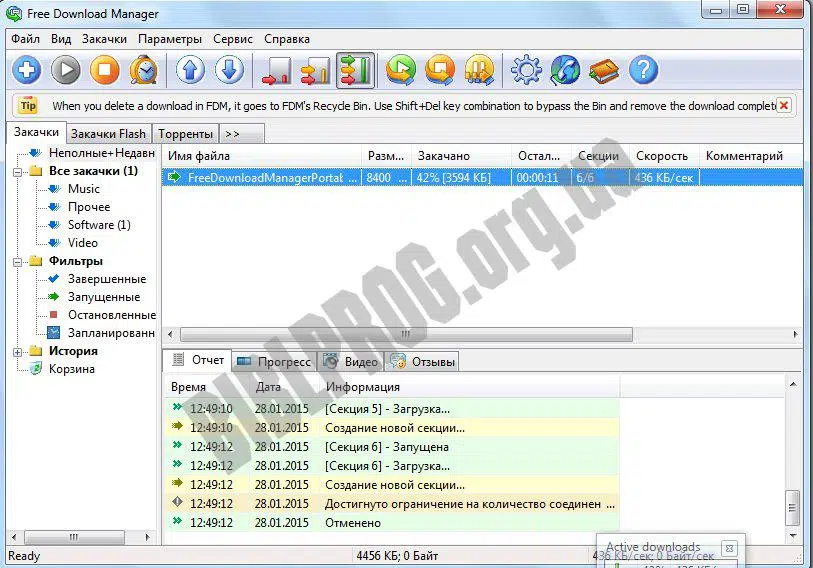 Free Download Manager
Файл Вид Закачки Параметры Сервис Справка
Tip When you delete a download in FDM, it goes to FDM's Recycle Bin. Use Shift+Del key combination to bypass the Bin and remove the download complet
Закачки Закачки Flash Торренты >>
Неполные+Недавн
Все закачки (1)
Music
Прочее
Software (1)
Video
Фильтры
Завершенные
Запущенные
Остановленные
Запланированн
История
Корзина
Имя файла Разм... Закачано Остал... Секции Скорость Комментарий
FreeDownloadManagerPortab ... 8400 ... 42% [3594 КБ] 00:00:11 6/6 436 КБ/сек
BIBLPROG.org.ua
Отчет Прогресс Видео Отзывы
Время Дата Информация
12:49:10 28.01.2015 [Секция 5] - Загрузка...
12:49:10 28.01.2015 Создание новой секции...
12:49:12 28.01.2015 [Секция 6] - Запущена
12:49:12 28.01.2015 [Секция 6] - Загрузка...
12:49:12 28.01.2015 Создание новой секции...
12:49:12 28.01.2015 Достигнуто ограничение на количество соединен ...
12:49:12 28.01.2015 Отменено
Active downloads
Ready 4456 КБ; 0 Байт 436 КБ/сек; 0 Байт/сек